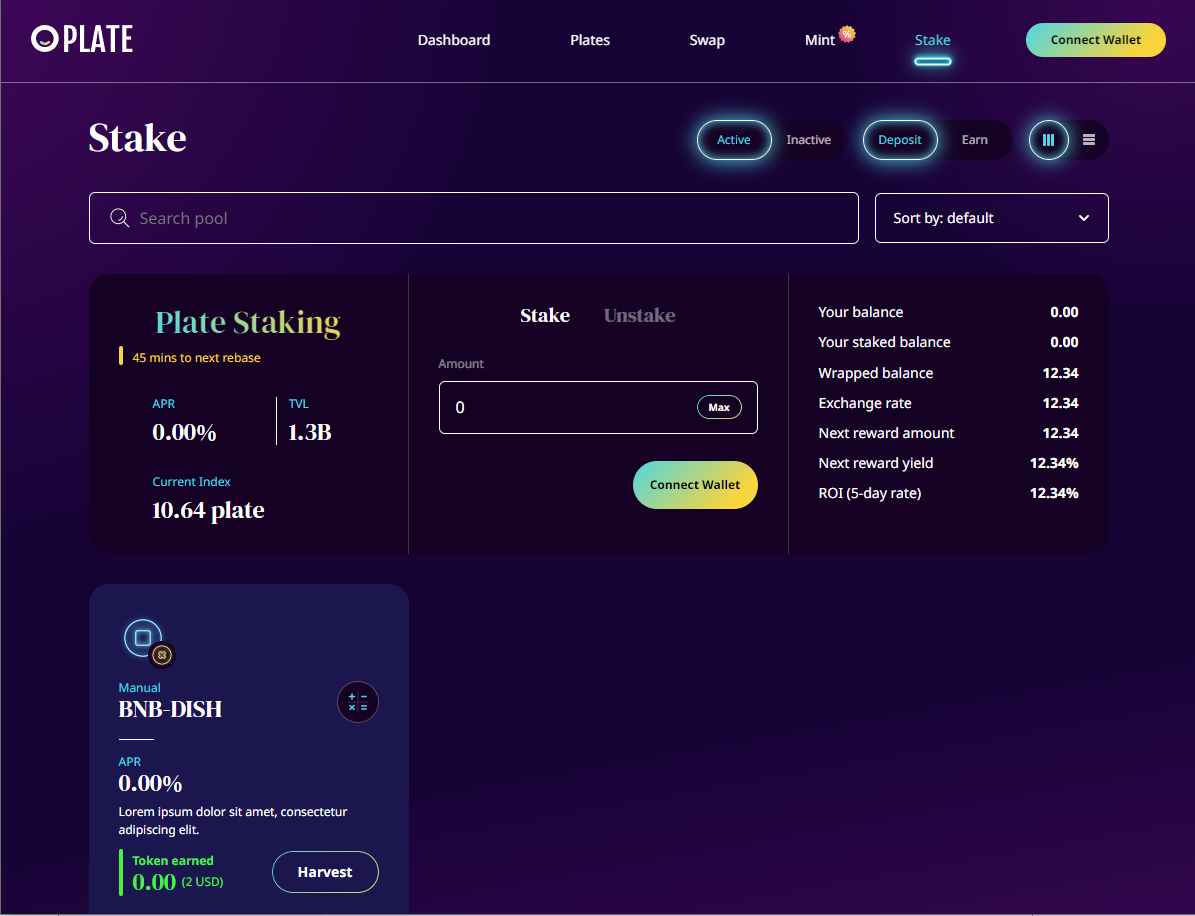 PLATE
Dashboard
Plates
Swap
Mint %
Stake
Connect Wallet
Stake
Active
Inactive
Deposit
Earn
Search pool
Sort by: default
Plate Staking
45 mins to next rebase
APR
0.00%
TVL
1.3B
Current Index
10.64 plate
Stake
Unstake
Amount
0
Max
Connect Wallet
Your balance 0.00
Your staked balance 0.00
Wrapped balance 12.34
Exchange rate 12.34
Next reward amount 12.34
Next reward yield 12.34%
ROI (5-day rate) 12.34%
Manual
BNB-DISH
APR
0.00%
Lorem ipsum dolor sit amet, consectetur
adipiscing elit.
Token earned
0.00 (2 USD)
Harvest